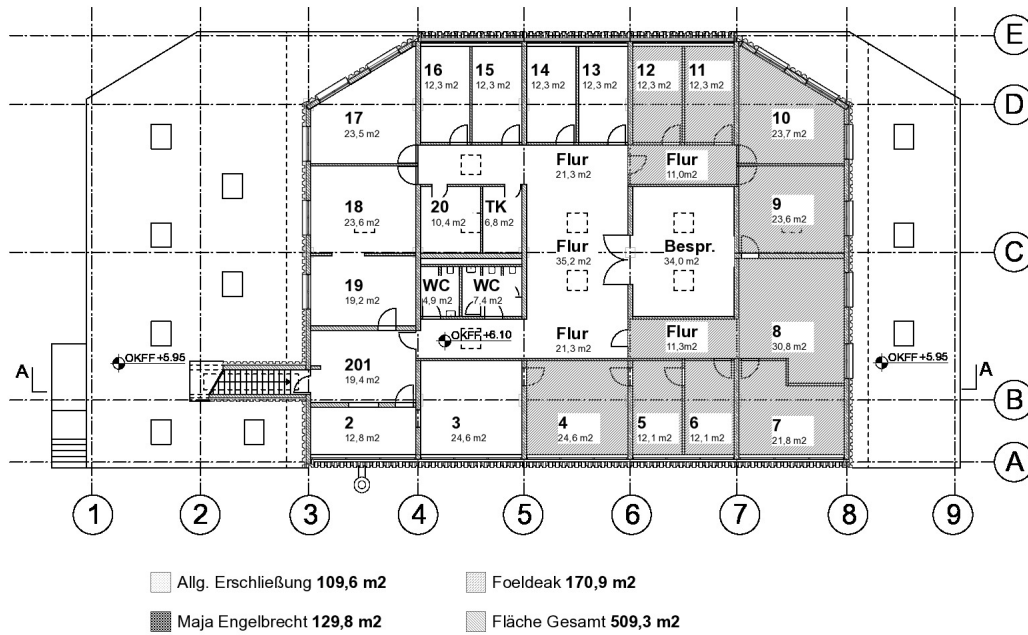 E
16
12,3 m2
15
12,3 m2
14
12,3 m2
13
12,3 m2
12
12,3 m2
11
12,3 m2
D
17
23,5 m2
10
23,7 m2
Flur
21,3 m2
Flur
11,0m2
18
23,6 m2
20
10,4 m2
TK
6,8 m2
9
23,6 m2
Flur
35,2 m2
Bespr.
34,0 m2
C
19
19,2 m2
WC
4,9 m2
WC
7,4 m2
OKFF +6.10
Flur
21,3 m2
Flur
11,3m2
8
30,8 m2
OKFF +5.95
OKFF +5.95
A
A
201
19,4 m2
B
2
12,8 m2
3
24,6 m2
4
24,6 m2
5
12,1 m2
6
12,1 m2
7
21,8 m2
A
1
2
3
4
5
6
7
8
9
Allg. Erschließung 109,6 m2
Foeldeak 170,9 m2
Maja Engelbrecht 129,8 m2
Fläche Gesamt 509,3 m2